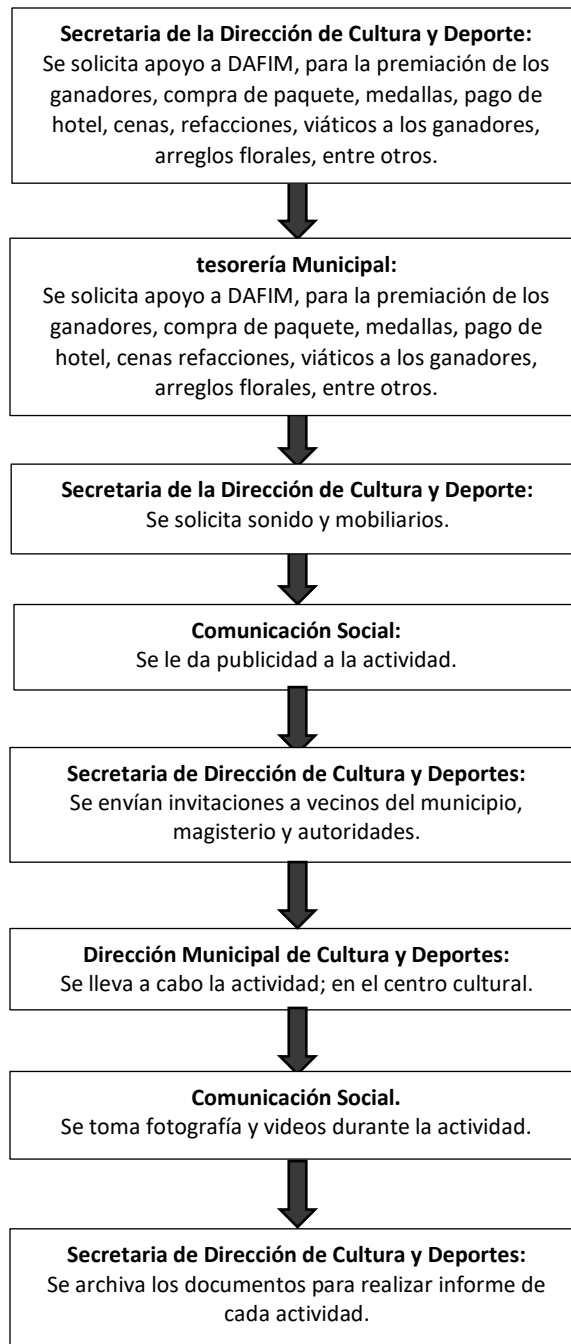 Secretaria de la Dirección de Cultura y Deporte:
Se solicita apoyo a DAFIM, para la premiación de los
ganadores, compra de paquete, medallas, pago de
hotel, cenas, refacciones, viáticos a los ganadores,
arreglos florales, entre otros.
tesorería Municipal:
Se solicita apoyo a DAFIM, para la premiación de los
ganadores, compra de paquete, medallas, pago de
hotel, cenas refacciones, viáticos a los ganadores,
arreglos florales, entre otros.
Secretaria de la Dirección de Cultura y Deporte:
Se solicita sonido y mobiliarios.
Comunicación Social:
Se le da publicidad a la actividad.
Secretaria de Dirección de Cultura y Deportes:
Se envían invitaciones a vecinos del municipio,
magisterio y autoridades.
Dirección Municipal de Cultura y Deportes:
Se lleva a cabo la actividad; en el centro cultural.
Comunicación Social.
Se toma fotografía y videos durante la actividad.
Secretaria de Dirección de Cultura y Deportes:
Se archiva los documentos para realizar informe de
cada actividad.